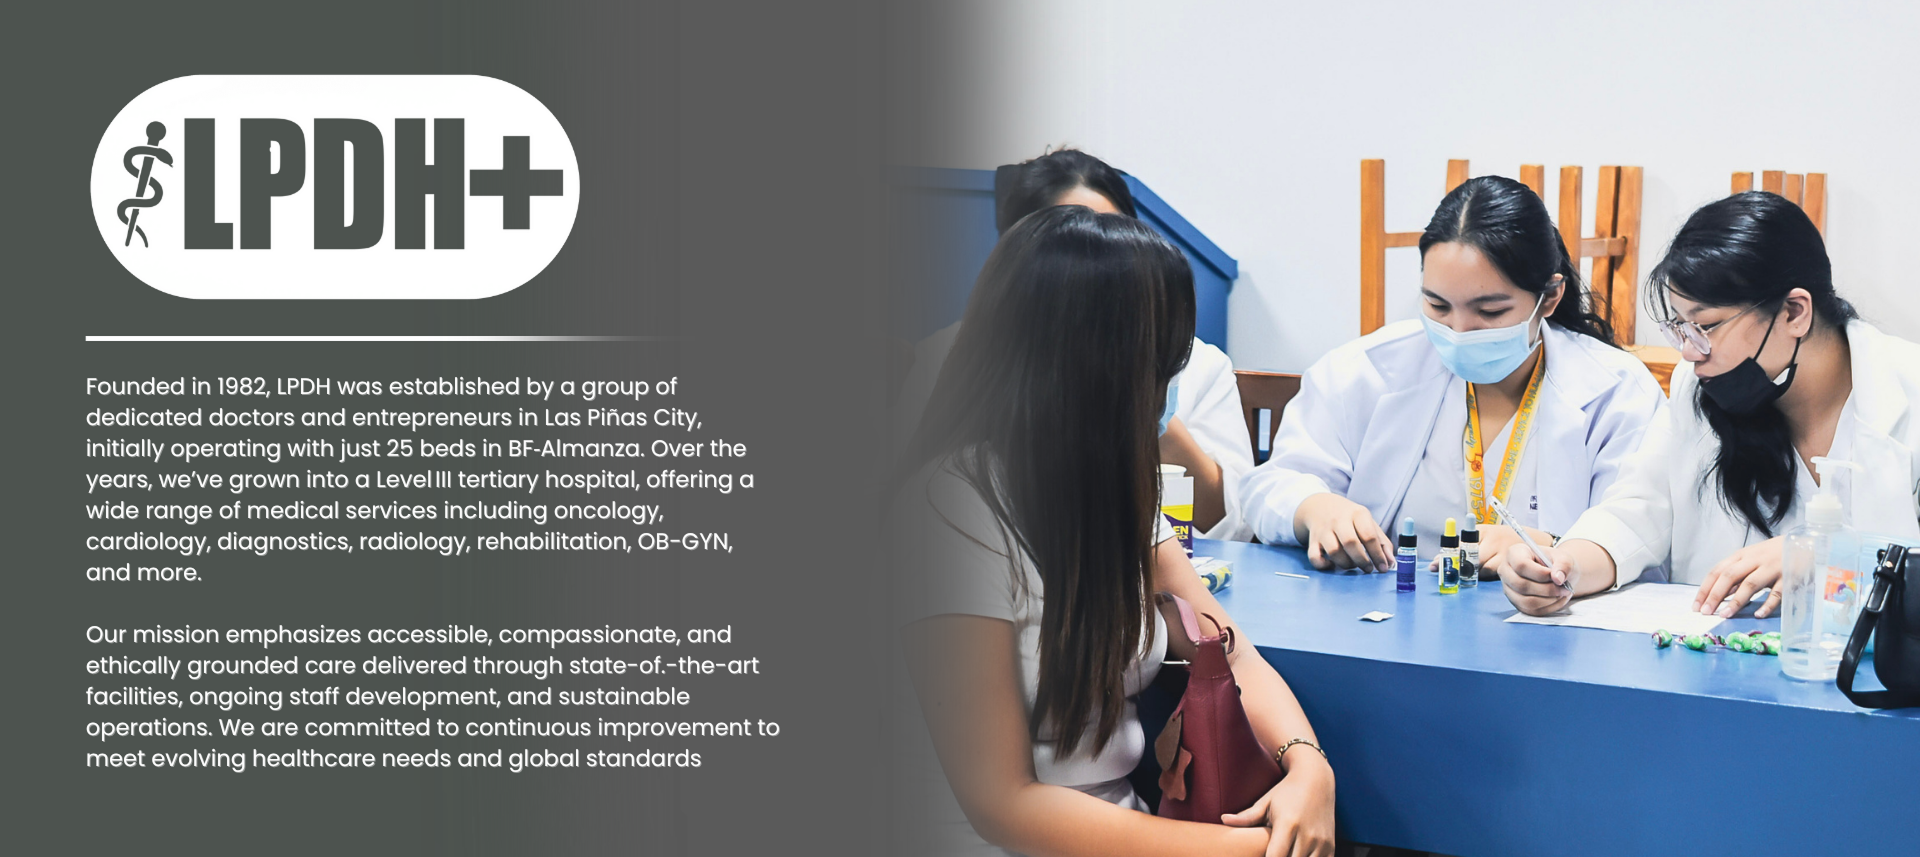 LPDH+
Founded in 1982, LPDH was established by a group of
dedicated doctors and entrepreneurs in Las Piñas City,
initially operating with just 25 beds in BF-Almanza. Over the
years, we've grown into a Level III tertiary hospital, offering a
wide range of medical services including oncology,
cardiology, diagnostics, radiology, rehabilitation, OB-GYN,
and more.
Our mission emphasizes accessible, compassionate, and
ethically grounded care delivered through state-of.-the-art
facilities, ongoing staff development, and sustainable
operations. We are committed to continuous improvement to
meet evolving healthcare needs and global standards